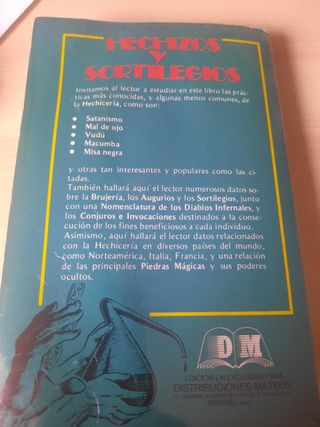 HECHIZOS
Y
SORTILEGIOS
Invitamos al lector a estudiar en este libro las prác-
ticas más conocidas, y algunas menos comunes, de
la Hechicería, como son:
• Satanismo
• Mal de ojo
• Vudú
• Macumba
• Misa negra
y otras tan interesantes y populares como las ci-
tadas.
También hallará aquí el lector numerosos datos so-
bre la Brujería, los Augurios y los Sortilegios, junto
con una Nomenclatura de los Diablos Infernales, y
los Conjuros e Invocaciones destinados a la conse-
cución de los fines beneficiosos a cada individuo.
Asimismo, aquí hallará el lector datos relacionados
con la Hechicería en diversos países del mundo,
como Norteamérica, Italia, Francia, y una relación
de las principales Piedras Mágicas y sus poderes
ocultos.
DM
EDICION EN EXCLUSIVA PARA
DISTRIBUCIONES MATEOS
MADRID